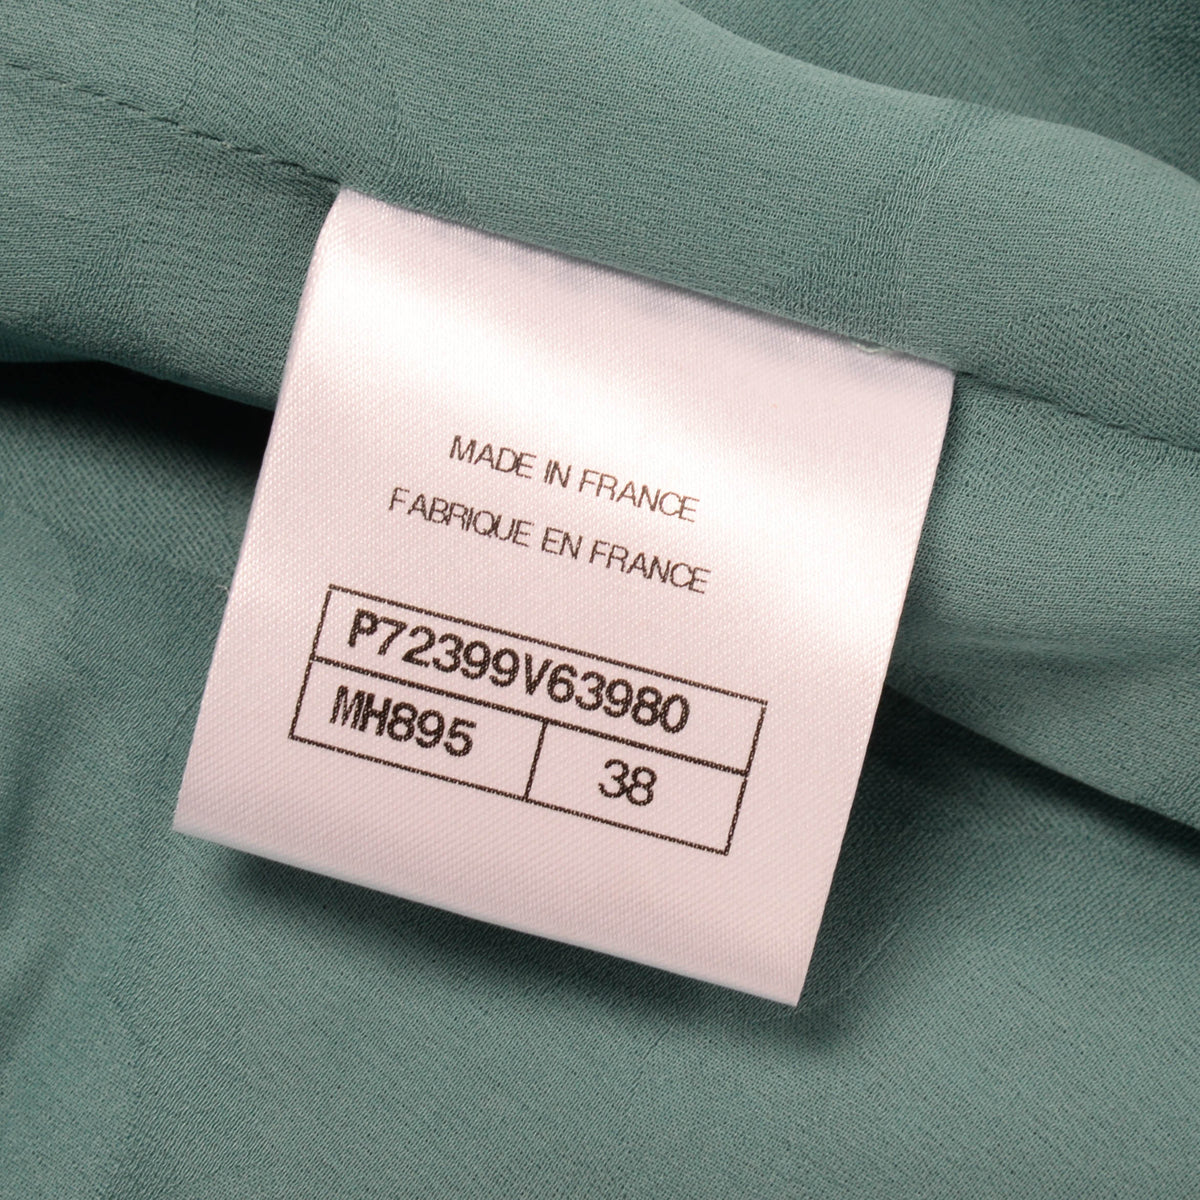 MADE IN FRANCE
FABRIQUE EN FRANCE
P72399V63980
MH895 38